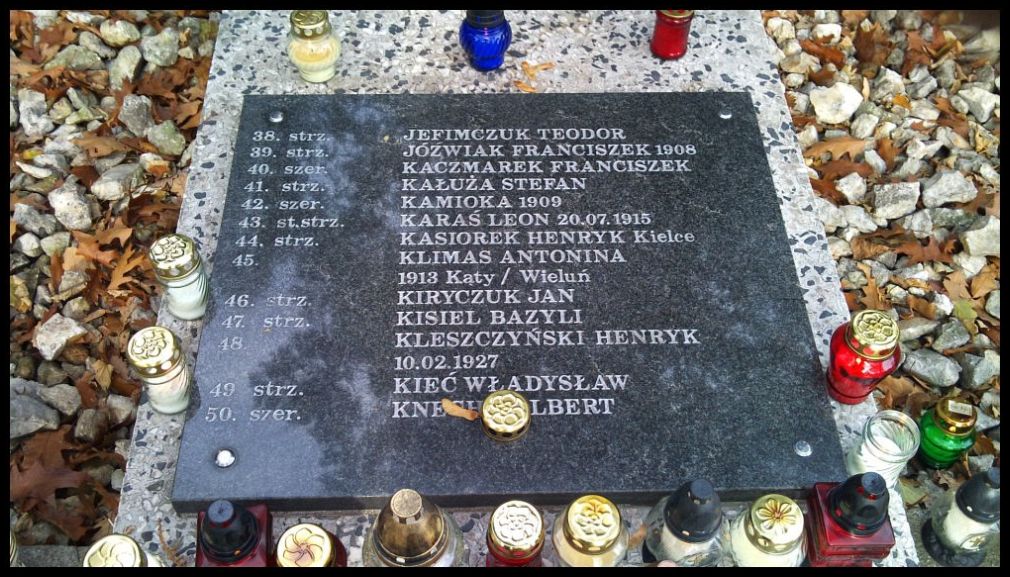 38. strz. JEFIMCZUK TEODOR
39. strz. JÓZWIAK FRANCISZEK 1908
40. szer. KACZMAREK FRANCISZEK
41. strz. KAŁUŻA STEFAN
42. szer. KAMIOKA 1909
43. st.strz. KARAŚ LEON 20.07.1915
44. strz. KASIOREK HENRYK Kielce
45. KLIMAS ANTONINA
1913 Kąty / Wieluń
46. strz. KIRYCZUK JAN
47. strz. KISIEL BAZYLI
48 KLESZCZYŃSKI HENRYK
10.02.1927
49 strz. KIEĆ WŁADYSŁAW
50. szer.